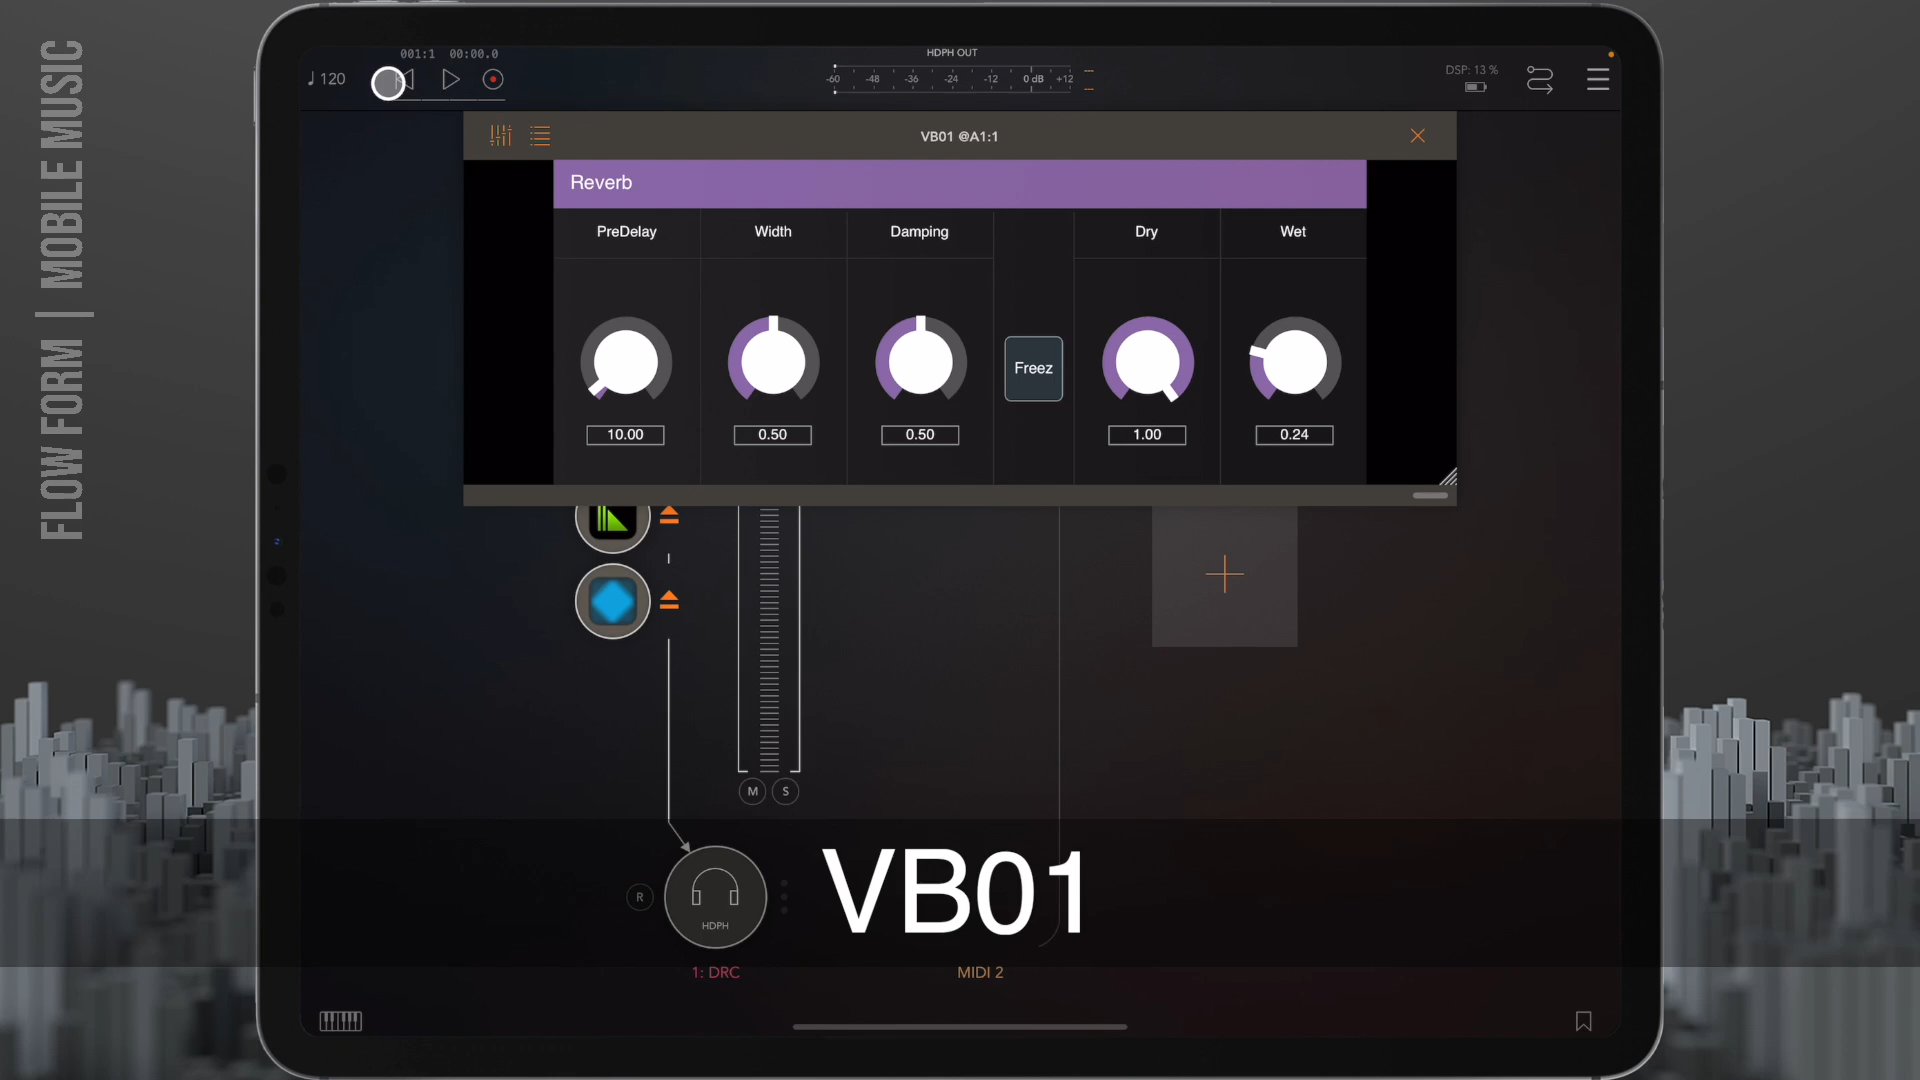 FLOW FORM | MOBILE MUSIC
001:1 00:00.0
120
HDPH OUT
-60 -48 -36 -24 -12 0 dB +12
DSP: 13 %
VB01 @A1:1
Reverb
PreDelay Width Damping Dry Wet
Freez
10.00 0.50 0.50 1.00 0.24
M S
R
HDPH
VB01
1: DRC MIDI 2